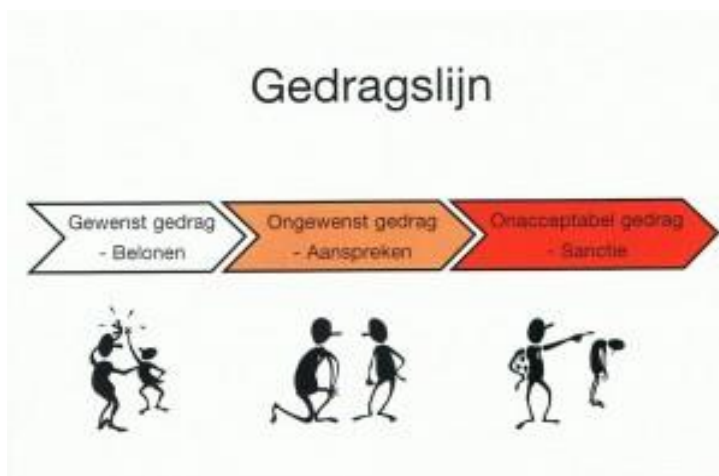 Gedragslijn
Gewenst gedrag
- Belonen
Ongewenst gedrag
- Aanspreken
Onacceptabel gedrag
- Sanctie